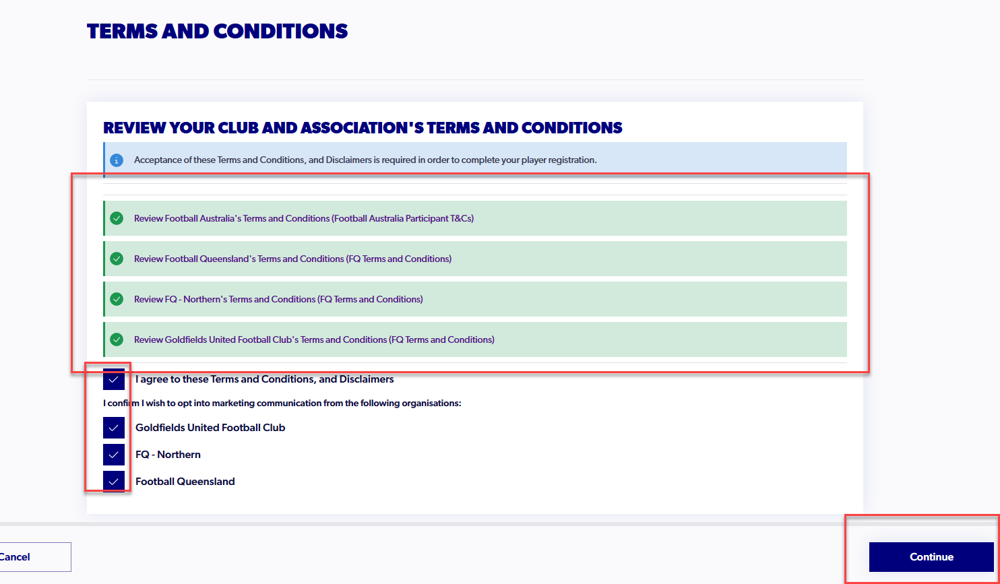 TERMS AND CONDITIONS
REVIEW YOUR CLUB AND ASSOCIATION'S TERMS AND CONDITIONS
Acceptance of these Terms and Conditions, and Disclaimers is required in order to complete your player registration.
Review Football Australia's Terms and Conditions (Football Australia Participant T&Cs)
Review Football Queensland's Terms and Conditions (FQ Terms and Conditions)
Review FQ - Northern's Terms and Conditions (FQ Terms and Conditions)
Review Goldfields United Football Club's Terms and Conditions (FQ Terms and Conditions)
I agree to these Terms and Conditions, and Disclaimers
I confirm I wish to opt into marketing communication from the following organisations:
Goldfields United Football Club
FQ - Northern
Football Queensland
Cancel
Continue